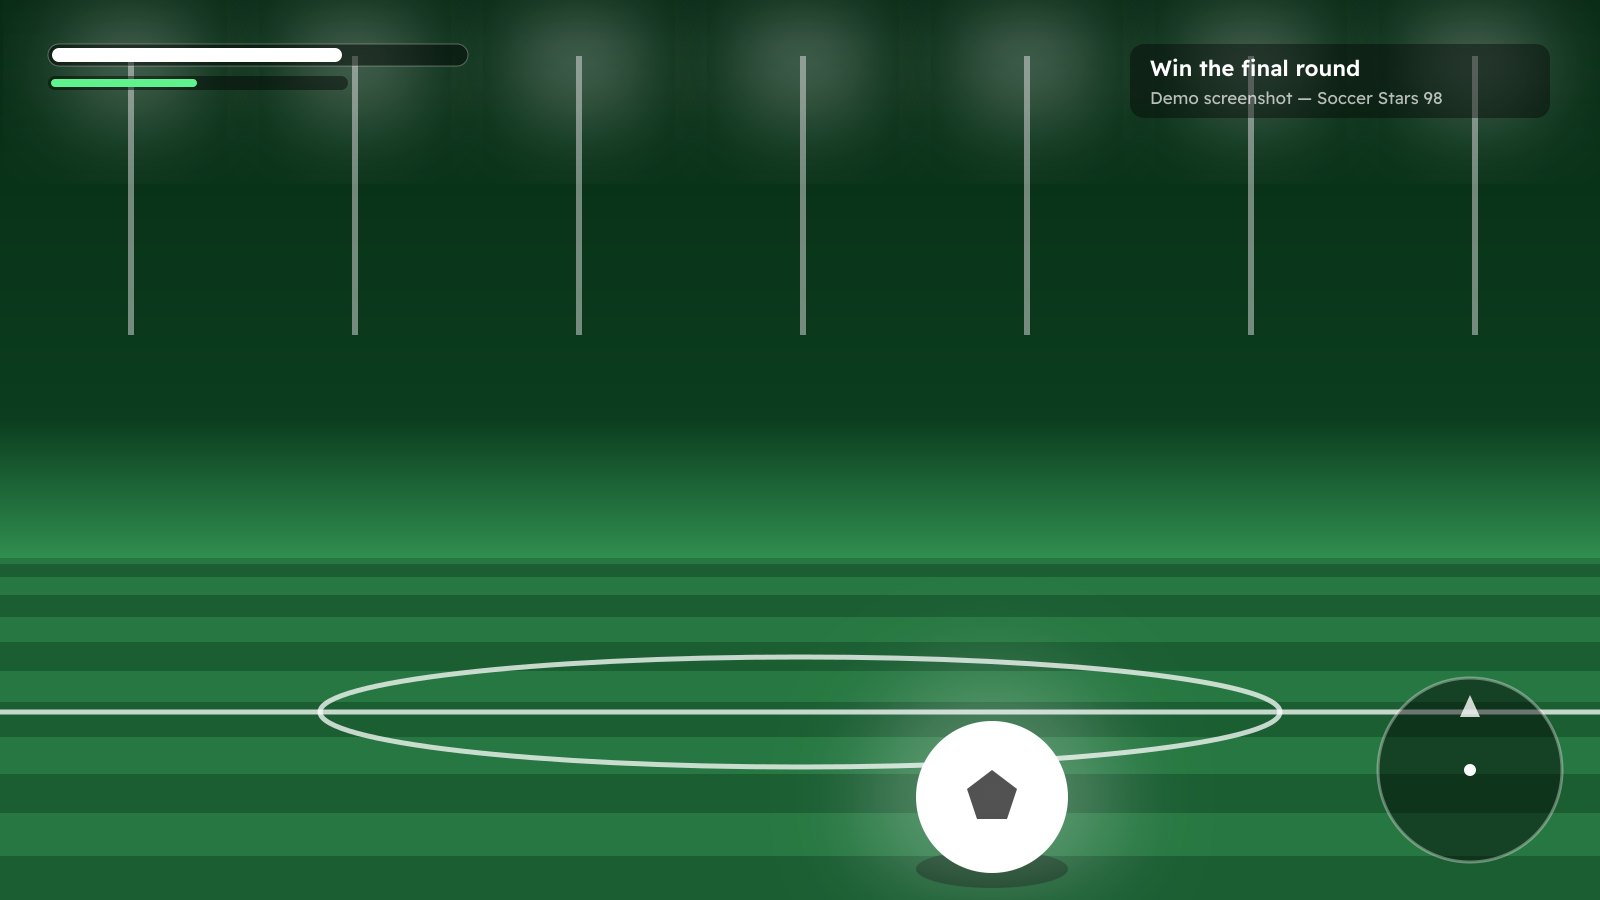 Win the final round
Demo screenshot — Soccer Stars 98